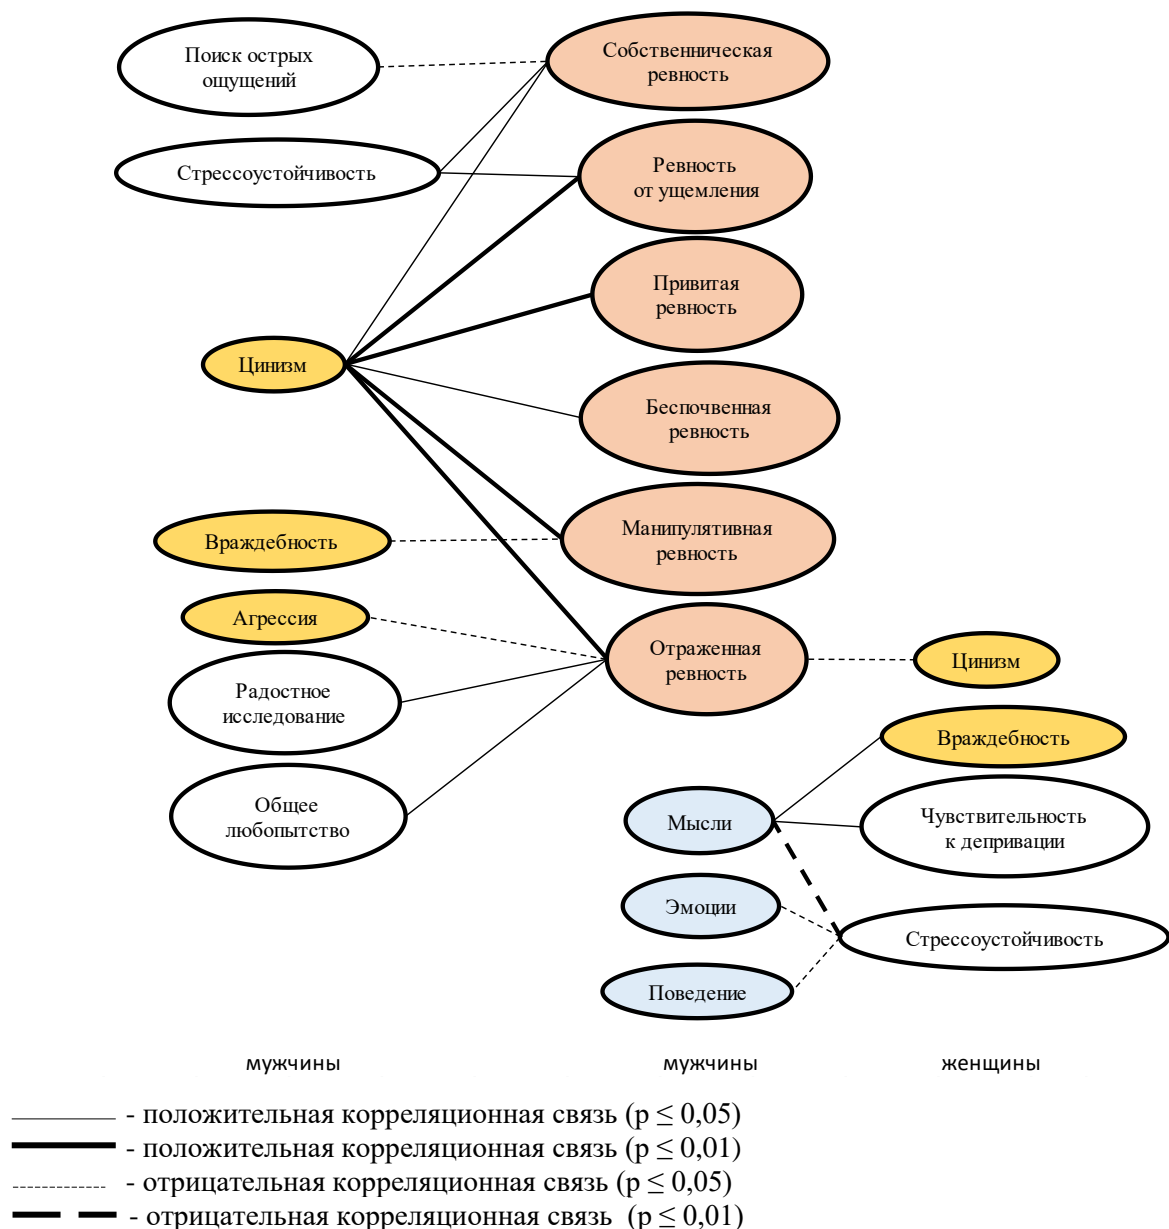 Поиск острых
ощущений
Собственническая
ревность
Стрессоустойчивость
Ревность
от ущемления
Привитая
ревность
Цинизм
Беспочвенная
ревность
Враждебность
Манипулятивная
ревность
Агрессия
Отраженная
ревность
Цинизм
Радостное
исследование
Враждебность
Общее
любопытство
Мысли
Чувствительность
к депривации
Эмоции
Стрессоустойчивость
Поведение
мужчины мужчины женщины
- положительная корреляционная связь (p ≤ 0,05)
- положительная корреляционная связь (p ≤ 0,01)
- отрицательная корреляционная связь (p ≤ 0,05)
- отрицательная корреляционная связь (p ≤ 0,01)